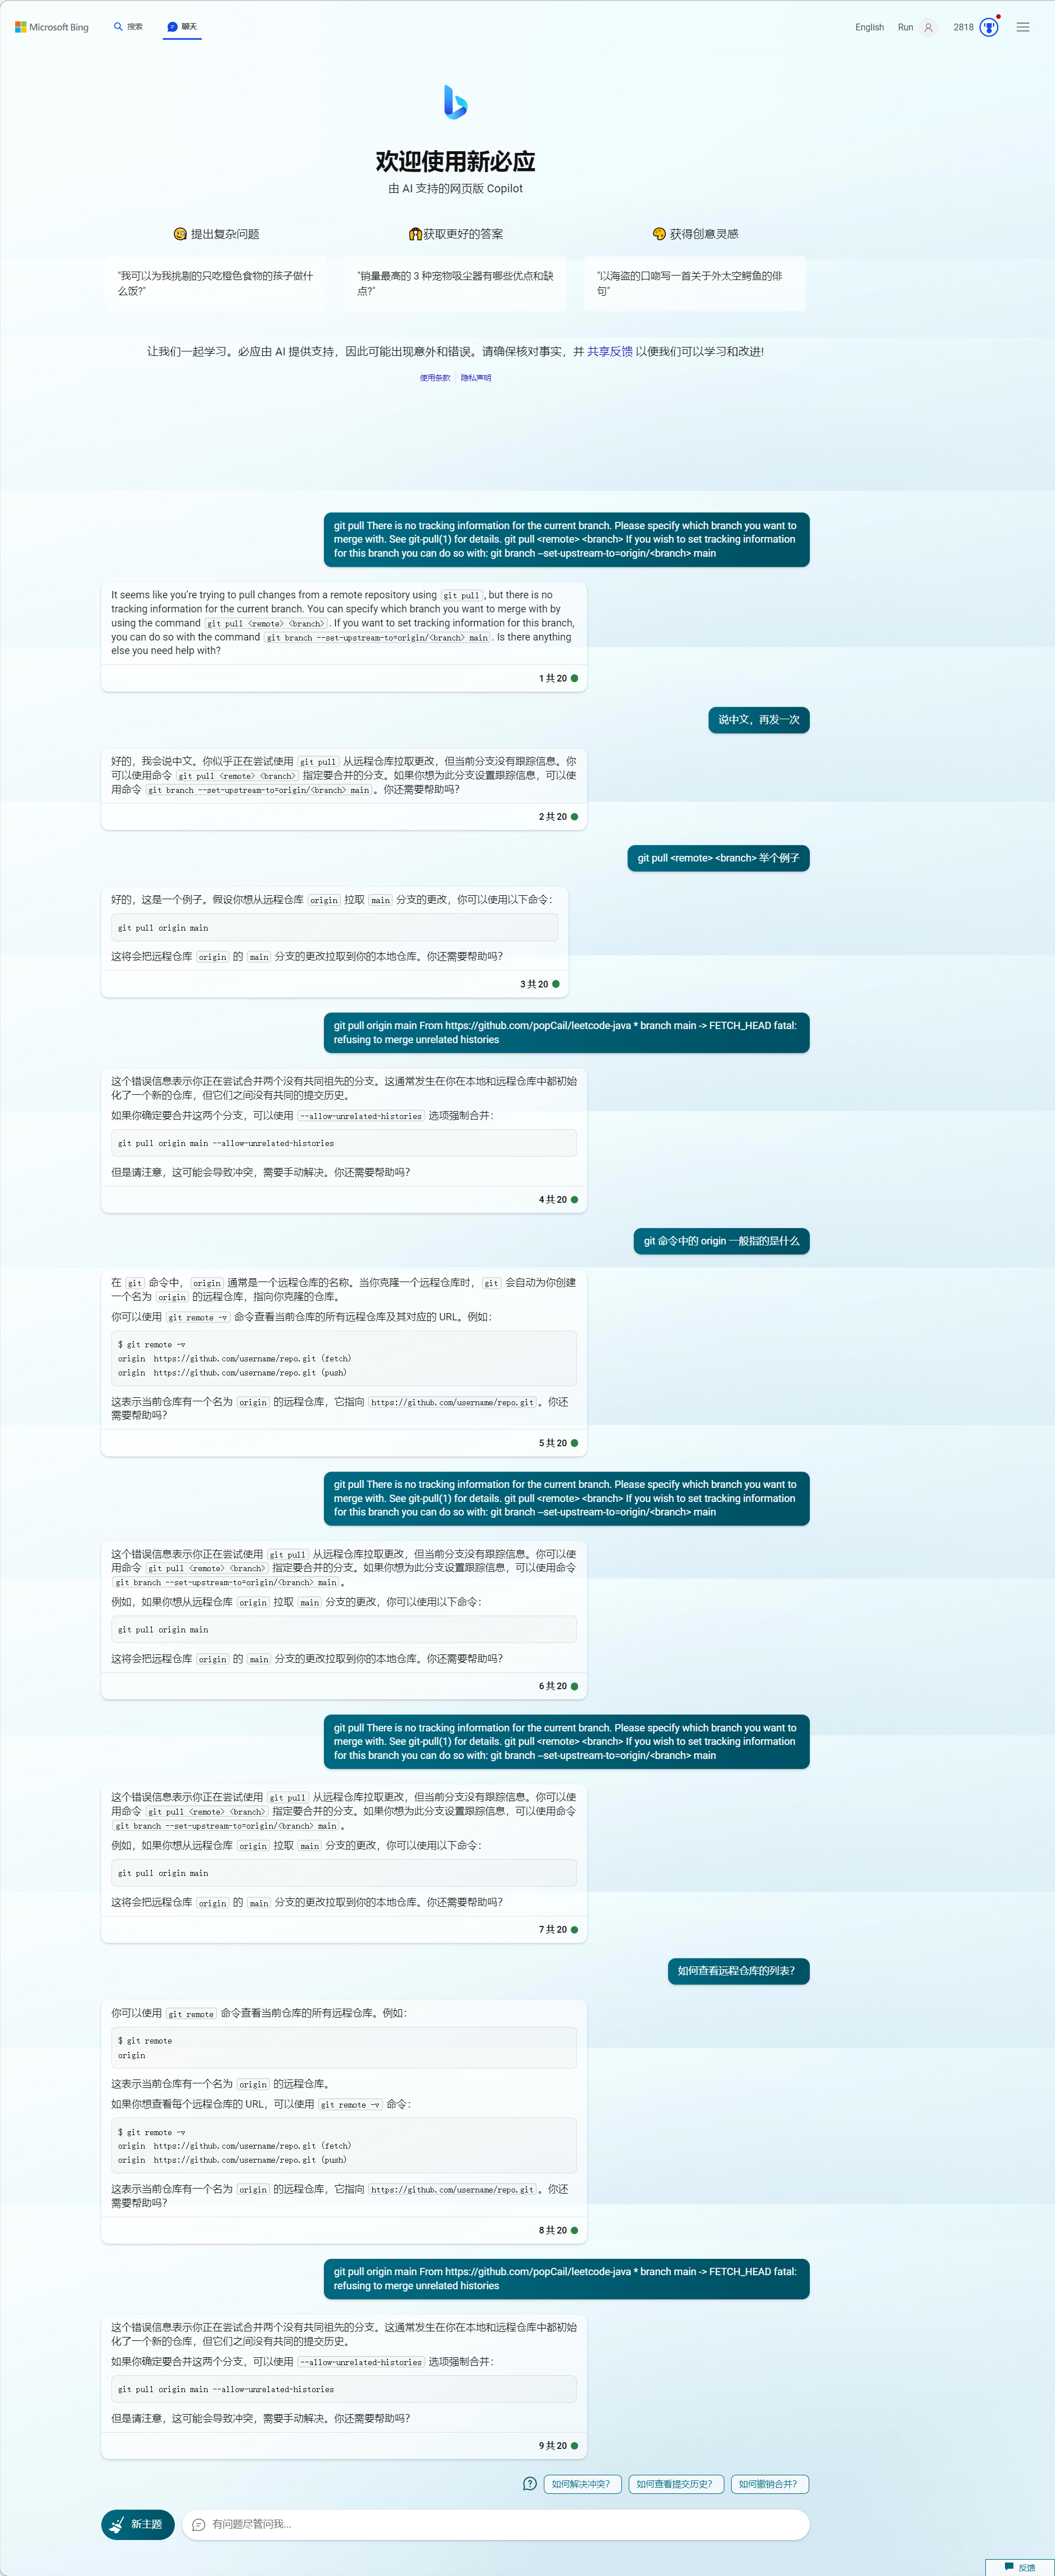 Microsoft Bing
搜索
聊天
English
Run
2818
欢迎使用新必应
由 AI 支持的网页版 Copilot
提出复杂问题
"我可以为我挑剔的只吃橙色食物的孩子做什
么饭?"
获取更好的答案
"销量最高的 3 种宠物吸尘器有哪些优点和缺
点?"
获得创意灵感
"以海盗的口吻写一首关于外太空鳄鱼的俳
句"
让我们一起学习。必应由 AI 提供支持，因此可能出现意外和错误。请确保核对事实，并 共享反馈 以便我们可以学习和改进!
使用条款
隐私声明
git pull There is no tracking information for the current branch. Please specify which branch you want to
merge with. See git-pull(1) for details. git pull <remote> <branch> If you wish to set tracking information
for this branch you can do so with: git branch --set-upstream-to=origin/<branch> main
It seems like you're trying to pull changes from a remote repository using git pull, but there is no
tracking information for the current branch. You can specify which branch you want to merge with by
using the command git pull <remote> <branch>. If you want to set tracking information for this branch,
you can do so with the command git branch --set-upstream-to=origin/<branch> main. Is there anything
else you need help with?
1 共 20
说中文，再发一次
好的，我会说中文。你似乎正在尝试使用 git pull 从远程仓库拉取更改，但当前分支没有跟踪信息。你
可以使用命令 git pull <remote> <branch> 指定要合并的分支。如果你想为此分支设置跟踪信息，可以使
用命令 git branch --set-upstream-to=origin/<branch> main。你还需要帮助吗？
2 共 20
git pull <remote> <branch> 举个例子
好的，这是一个例子。假设你想从远程仓库 origin 拉取 main 分支的更改，你可以使用以下命令：
git pull origin main
这将会把远程仓库 origin 的 main 分支的更改拉取到你的本地仓库。你还需要帮助吗？
3 共 20
git pull origin main From https://github.com/popCail/leetcode-java * branch main -> FETCH_HEAD fatal:
refusing to merge unrelated histories
这个错误信息表示你正在尝试合并两个没有共同祖先的分支。这通常发生在你在本地和远程仓库中都初始
化了一个新的仓库，但它们之间没有共同的提交历史。
如果你确定要合并这两个分支，可以使用 --allow-unrelated-histories 选项强制合并：
git pull origin main --allow-unrelated-histories
但是请注意，这可能会导致冲突，需要手动解决。你还需要帮助吗？
4 共 20
git 命令中的 origin 一般指的是什么
在 git 命令中，origin 通常是一个远程仓库的名称。当你克隆一个远程仓库时，git 会自动为你创建
一个名为 origin 的远程仓库，指向你克隆的仓库。
你可以使用 git remote -v 命令查看当前仓库的所有远程仓库及其对应的 URL。例如：
$ git remote -v
origin  https://github.com/username/repo.git (fetch)
origin  https://github.com/username/repo.git (push)
这表示当前仓库有一个名为 origin 的远程仓库，它指向 https://github.com/username/repo.git。你还
需要帮助吗？
5 共 20
git pull There is no tracking information for the current branch. Please specify which branch you want to
merge with. See git-pull(1) for details. git pull <remote> <branch> If you wish to set tracking information
for this branch you can do so with: git branch --set-upstream-to=origin/<branch> main
这个错误信息表示你正在尝试使用 git pull 从远程仓库拉取更改，但当前分支没有跟踪信息。你可以使
用命令 git pull <remote> <branch> 指定要合并的分支。如果你想为此分支设置跟踪信息，可以使用命令
git branch --set-upstream-to=origin/<branch> main。
例如，如果你想从远程仓库 origin 拉取 main 分支的更改，你可以使用以下命令：
git pull origin main
这将会把远程仓库 origin 的 main 分支的更改拉取到你的本地仓库。你还需要帮助吗？
6 共 20
git pull There is no tracking information for the current branch. Please specify which branch you want to
merge with. See git-pull(1) for details. git pull <remote> <branch> If you wish to set tracking information
for this branch you can do so with: git branch --set-upstream-to=origin/<branch> main
这个错误信息表示你正在尝试使用 git pull 从远程仓库拉取更改，但当前分支没有跟踪信息。你可以使
用命令 git pull <remote> <branch> 指定要合并的分支。如果你想为此分支设置跟踪信息，可以使用命令
git branch --set-upstream-to=origin/<branch> main。
例如，如果你想从远程仓库 origin 拉取 main 分支的更改，你可以使用以下命令：
git pull origin main
这将会把远程仓库 origin 的 main 分支的更改拉取到你的本地仓库。你还需要帮助吗？
7 共 20
如何查看远程仓库的列表？
你可以使用 git remote 命令查看当前仓库的所有远程仓库。例如：
$ git remote
origin
这表示当前仓库有一个名为 origin 的远程仓库。
如果你想查看每个远程仓库的 URL，可以使用 git remote -v 命令：
$ git remote -v
origin  https://github.com/username/repo.git (fetch)
origin  https://github.com/username/repo.git (push)
这表示当前仓库有一个名为 origin 的远程仓库，它指向 https://github.com/username/repo.git。你还
需要帮助吗？
8 共 20
git pull origin main From https://github.com/popCail/leetcode-java * branch main -> FETCH_HEAD fatal:
refusing to merge unrelated histories
这个错误信息表示你正在尝试合并两个没有共同祖先的分支。这通常发生在你在本地和远程仓库中都初始
化了一个新的仓库，但它们之间没有共同的提交历史。
如果你确定要合并这两个分支，可以使用 --allow-unrelated-histories 选项强制合并：
git pull origin main --allow-unrelated-histories
但是请注意，这可能会导致冲突，需要手动解决。你还需要帮助吗？
9 共 20
如何解决冲突？
如何查看提交历史？
如何撤销合并？
新主题
有问题尽管问我...
反馈